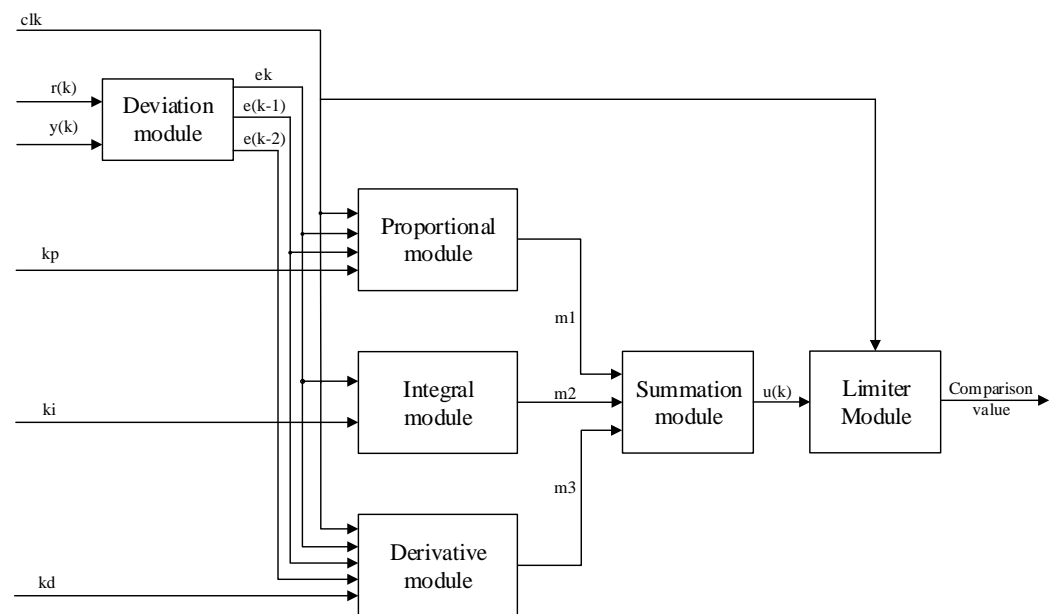 clk
r(k)
y(k)
Deviation
module
ek
e(k-1)
e(k-2)
kp
Proportional
module
m1
ki
Integral
module
m2
Summation
module
u(k)
Limiter
Module
Comparison
value
m3
kd
Derivative
module